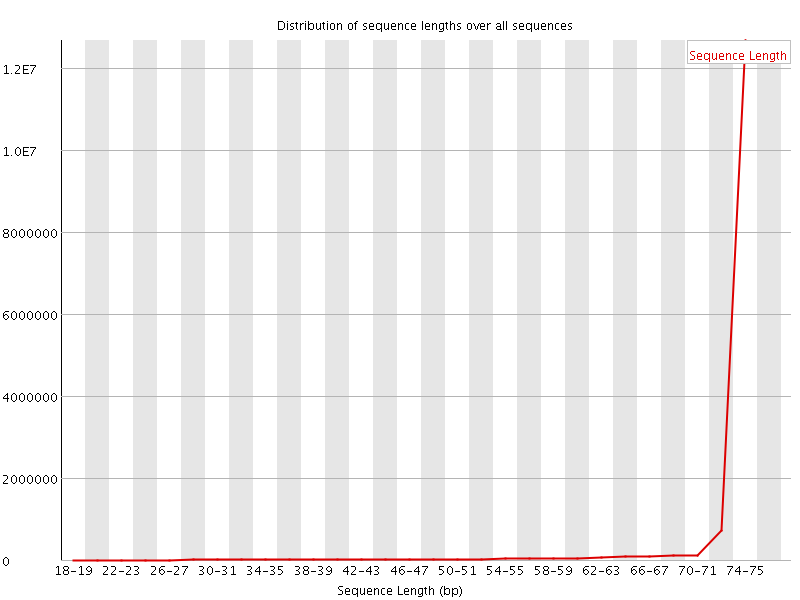 Distribution of sequence lengths over all sequences
Sequence Length
1.2E7
1.0E7
8000000
6000000
4000000
2000000
0
18-19 22-23 26-27 30-31 34-35 38-39 42-43 46-47 50-51 54-55 58-59 62-63 66-67 70-71 74-75
Sequence Length (bp)